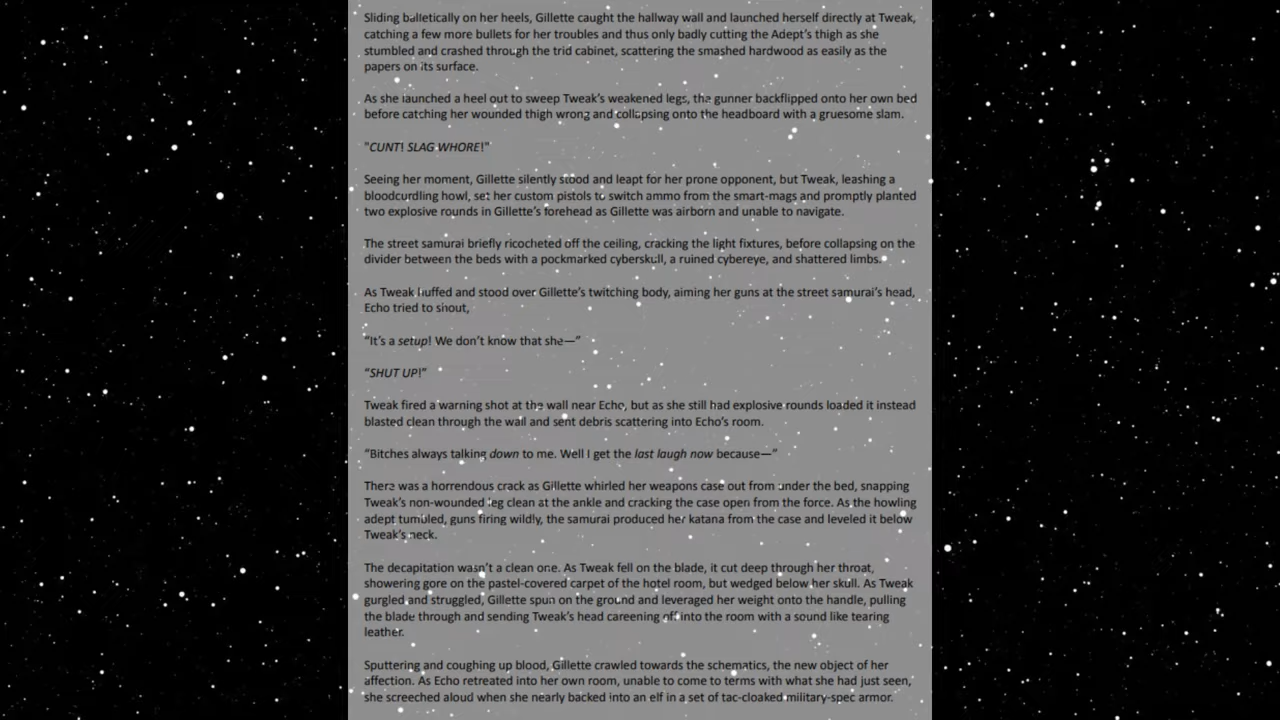 Sliding balletically on her heels, Gillette caught the hallway wall and launched herself directly at Tweak,
catching a few more bullets for her troubles and thus only badly cutting the Adept's thigh as she
stumbled and crashed through the trid cabinet, scattering the smashed hardwood as easily as the
papers on its surface.
As she launched a heel out to sweep Tweak's weakened legs, the gunner backflipped onto her own bed
before catching her wounded thigh wrong and collapsing onto the headboard with a gruesome slam.
"CUNT! SLAG WHORE!"
Seeing her moment, Gillette silently stood and leapt for her prone opponent, but Tweak, leashing a
bloodcurdling howl, set her custom pistols to switch ammo from the smart-mags and promptly planted
two explosive rounds in Gillette's forehead as Gillette was airborn and unable to navigate.
The street samurai briefly ricocheted off the ceiling, cracking the light fixtures, before collapsing on the
divider between the beds with a pockmarked cyberskull, a ruined cybereye, and shattered limbs.
As Tweak huffed and stood over Gillette's twitching body, aiming her guns at the street samurai's head,
Echo tried to shout,
"It's a setup! We don't know that she—"
"SHUT UP!"
Tweak fired a warning shot at the wall near Echo, but as she still had explosive rounds loaded it instead
blasted clean through the wall and sent debris scattering into Echo's room.
"Bitches always talking down to me. Well I get the last laugh now because—"
There was a horrendous crack as Gillette whirled her weapons case out from under the bed, snapping
Tweak's non-wounded leg clean at the ankle and cracking the case open from the force. As the howling
adept tumbled, guns firing wildly, the samurai produced her katana from the case and leveled it below
Tweak's neck.
The decapitation wasn't a clean one. As Tweak fell on the blade, it cut deep through her throat,
showering gore on the pastel-covered carpet of the hotel room, but wedged below her skull. As Tweak
gurgled and struggled, Gillette spun on the ground and leveraged her weight onto the handle, pulling
the blade through and sending Tweak's head careening off into the room with a sound like tearing
leather.
Sputtering and coughing up blood, Gillette crawled towards the schematics, the new object of her
affection. As Echo retreated into her own room, unable to come to terms with what she had just seen,
she screeched aloud when she nearly backed into an elf in a set of tac-cloaked military-spec armor.